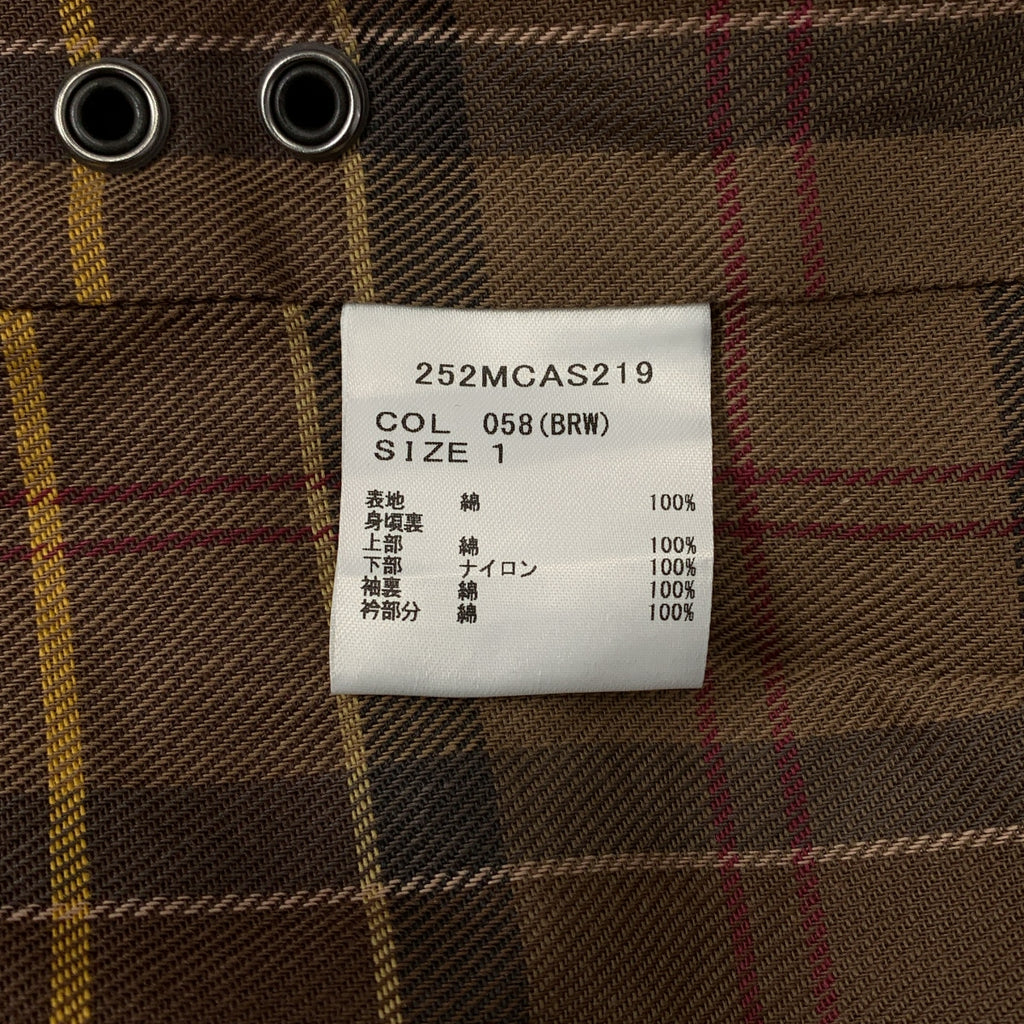 252MCAS219
COL 058(BRW)
SIZE 1
表地 綿 100%
身頃裏
上部 綿 100%
下部 ナイロン 100%
袖裏 綿 100%
衿部分 綿 100%